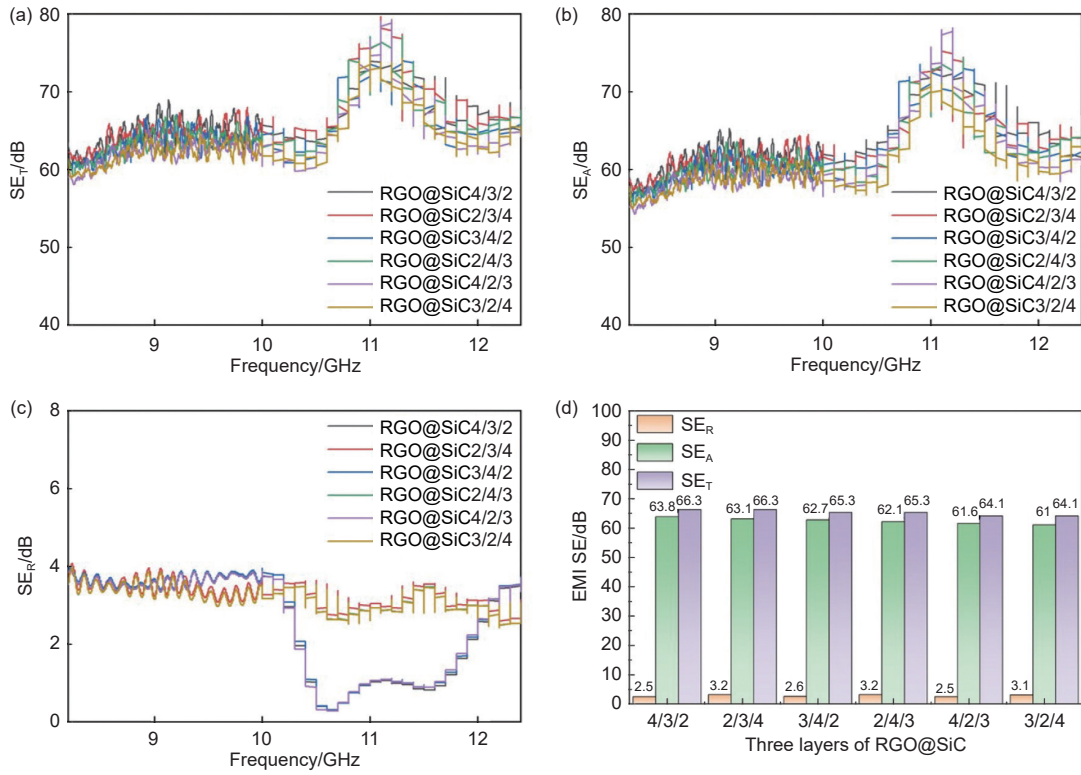 (a)
80
70
60
50
40
SET/dB
RGO@SiC4/3/2
RGO@SiC2/3/4
RGO@SiC3/4/2
RGO@SiC2/4/3
RGO@SiC4/2/3
RGO@SiC3/2/4
9 10 11 12
Frequency/GHz
(b)
80
70
60
50
40
SEA/dB
RGO@SiC4/3/2
RGO@SiC2/3/4
RGO@SiC3/4/2
RGO@SiC2/4/3
RGO@SiC4/2/3
RGO@SiC3/2/4
9 10 11 12
Frequency/GHz
(c)
8
6
4
2
0
SER/dB
RGO@SiC4/3/2
RGO@SiC2/3/4
RGO@SiC3/4/2
RGO@SiC2/4/3
RGO@SiC4/2/3
RGO@SiC3/2/4
9 10 11 12
Frequency/GHz
(d)
100
90
80
70
60
50
40
30
20
10
0
EMI SE/dB
SER
SEA
SET
63.8 66.3 63.1 66.3 62.7 65.3 62.1 65.3 61.6 64.1 61 64.1
2.5 3.2 2.6 3.2 2.5 3.1
4/3/2 2/3/4 3/4/2 2/4/3 4/2/3 3/2/4
Three layers of RGO@SiC